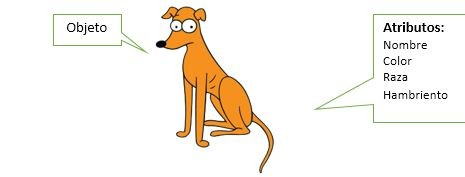 Objeto
Atributos:
Nombre
Color
Raza
Hambriento